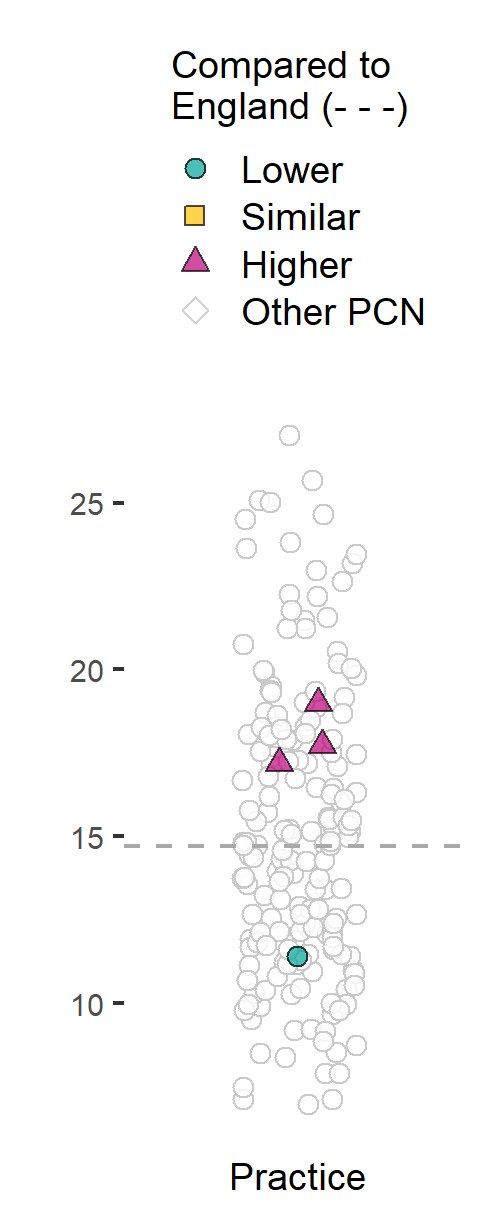 Compared to
England (- - -)
Lower
Similar
Higher
Other PCN
25
20
15
10
Practice